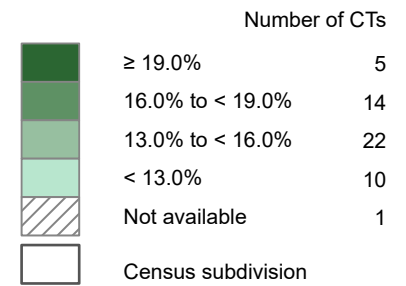 Number of CTs
≥ 19.0% 5
16.0% to < 19.0% 14
13.0% to < 16.0% 22
< 13.0% 10
Not available 1
Census subdivision